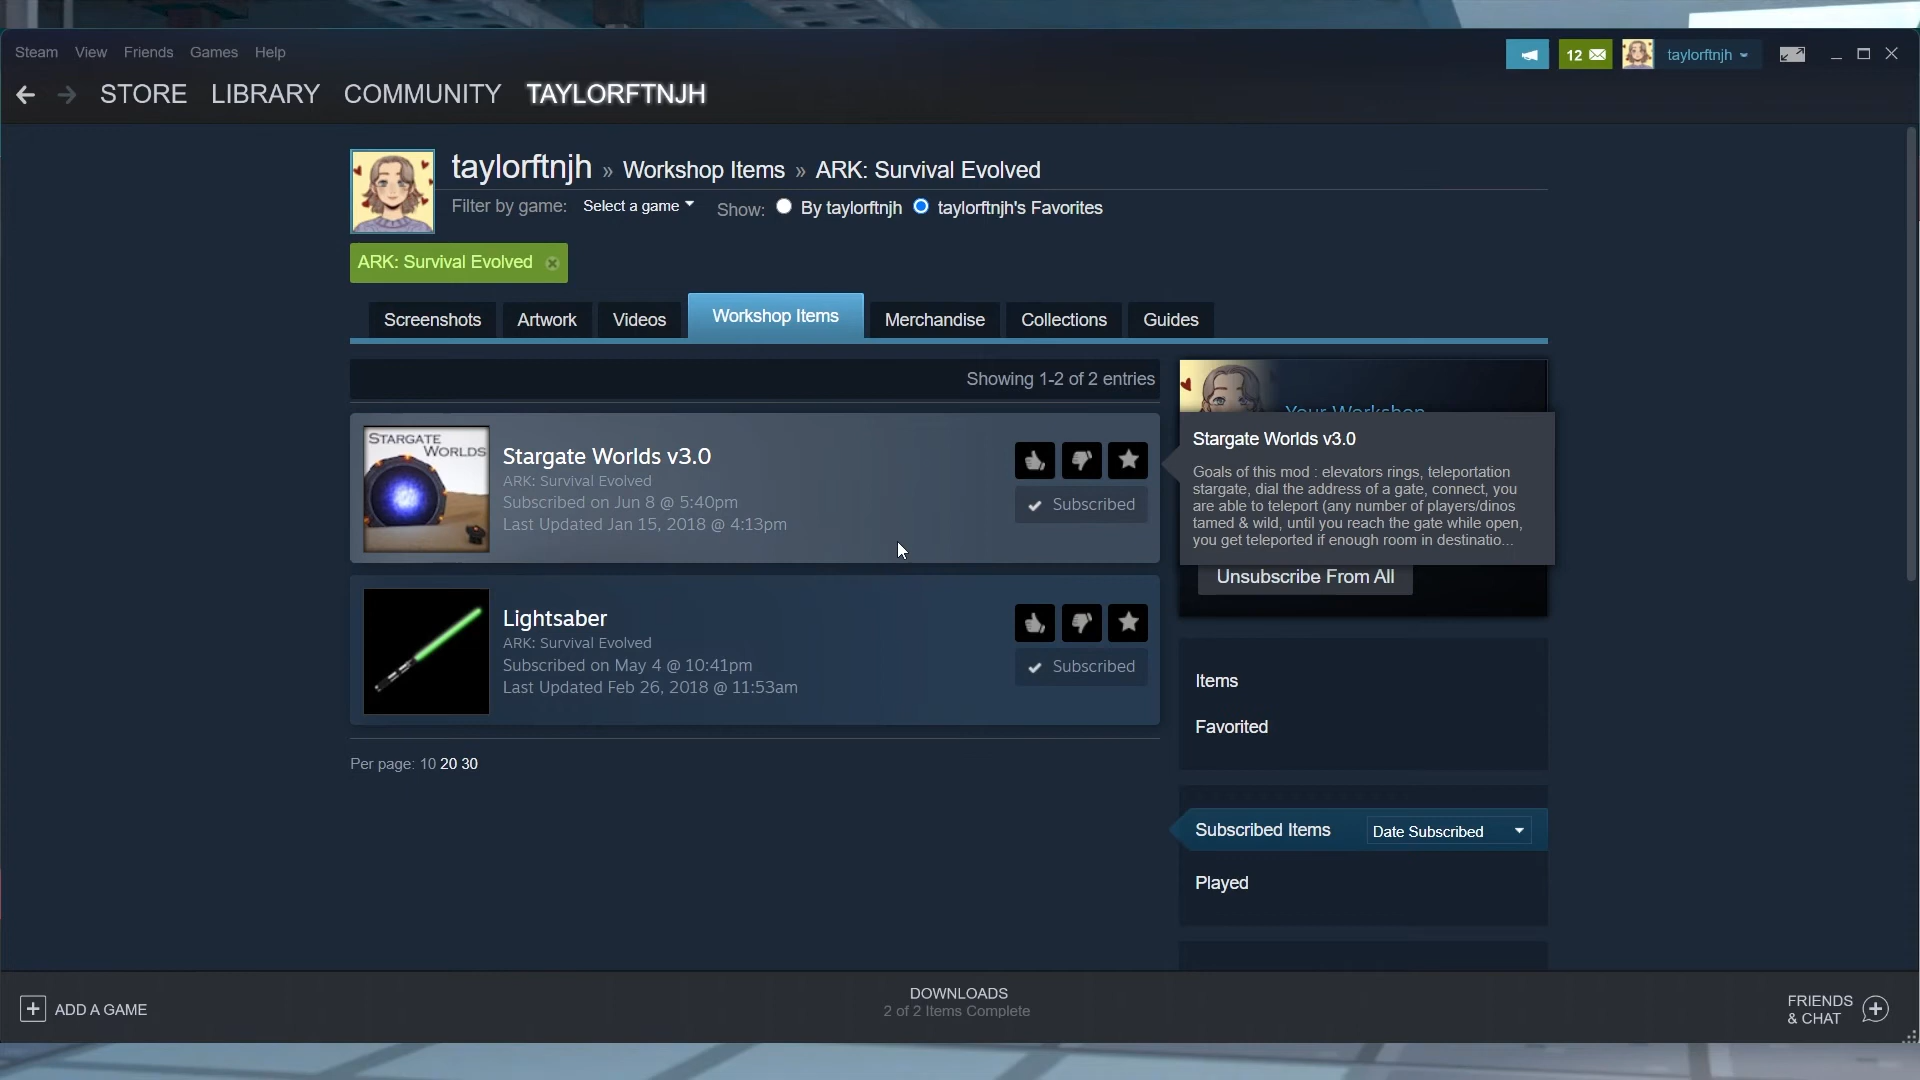 Steam View Friends Games Help
12
taylorftnjh
STORE LIBRARY COMMUNITY TAYLORFTNJH
taylorftnjh » Workshop Items » ARK: Survival Evolved
Filter by game: Select a game Show: By taylorftnjh taylorftnjh's Favorites
ARK: Survival Evolved
Screenshots Artwork Videos Workshop Items Merchandise Collections Guides
Showing 1-2 of 2 entries
STARGATE
WORLDS
Stargate Worlds v3.0
ARK: Survival Evolved
Subscribed on Jun 8 @ 5:40pm
Last Updated Jan 15, 2018 @ 4:13pm
Subscribed
Lightsaber
ARK: Survival Evolved
Subscribed on May 4 @ 10:41pm
Last Updated Feb 26, 2018 @ 11:53am
Subscribed
Per page: 10 20 30
Your Workshop
Stargate Worlds v3.0
Goals of this mod : elevators rings, teleportation
stargate, dial the address of a gate, connect, you
are able to teleport (any number of players/dinos
tamed & wild, until you reach the gate while open,
you get teleported if enough room in destinatio...
Unsubscribe From All
Items
Favorited
Subscribed Items Date Subscribed
Played
ADD A GAME
DOWNLOADS
2 of 2 Items Complete
FRIENDS
& CHAT